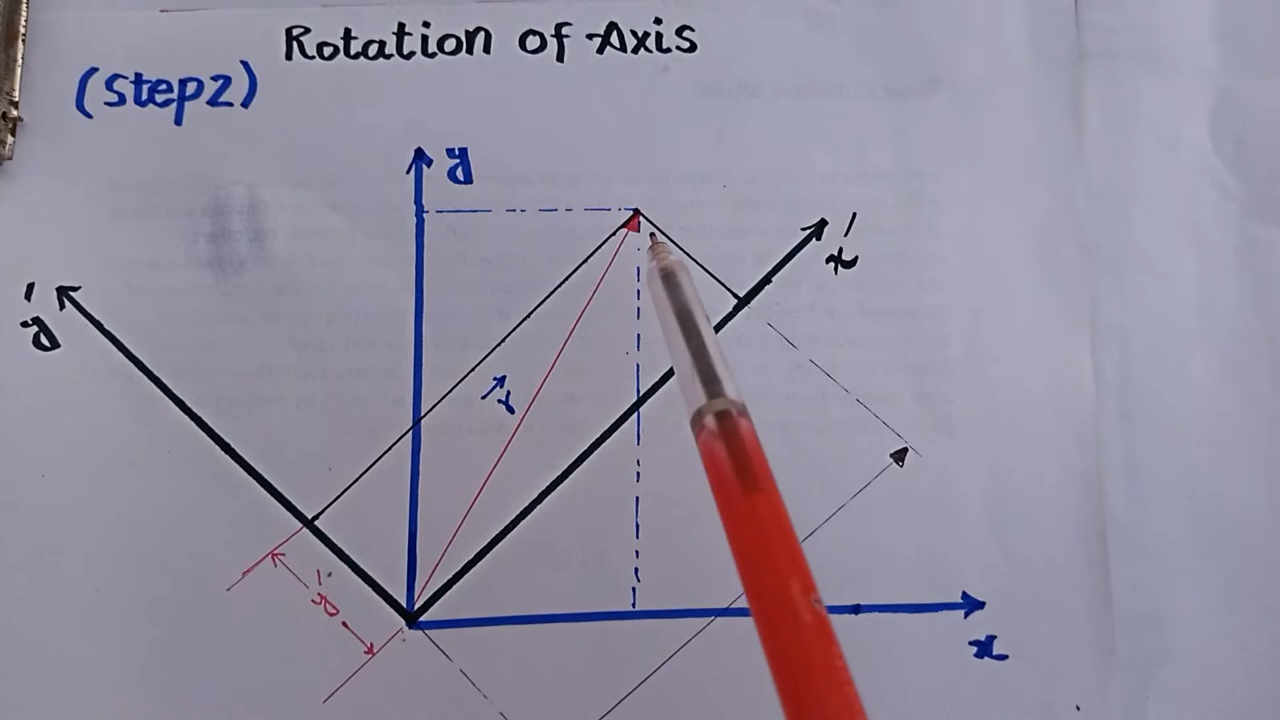 Rotation of Axis
(Step2)
y
x'
y'
r
y'
x